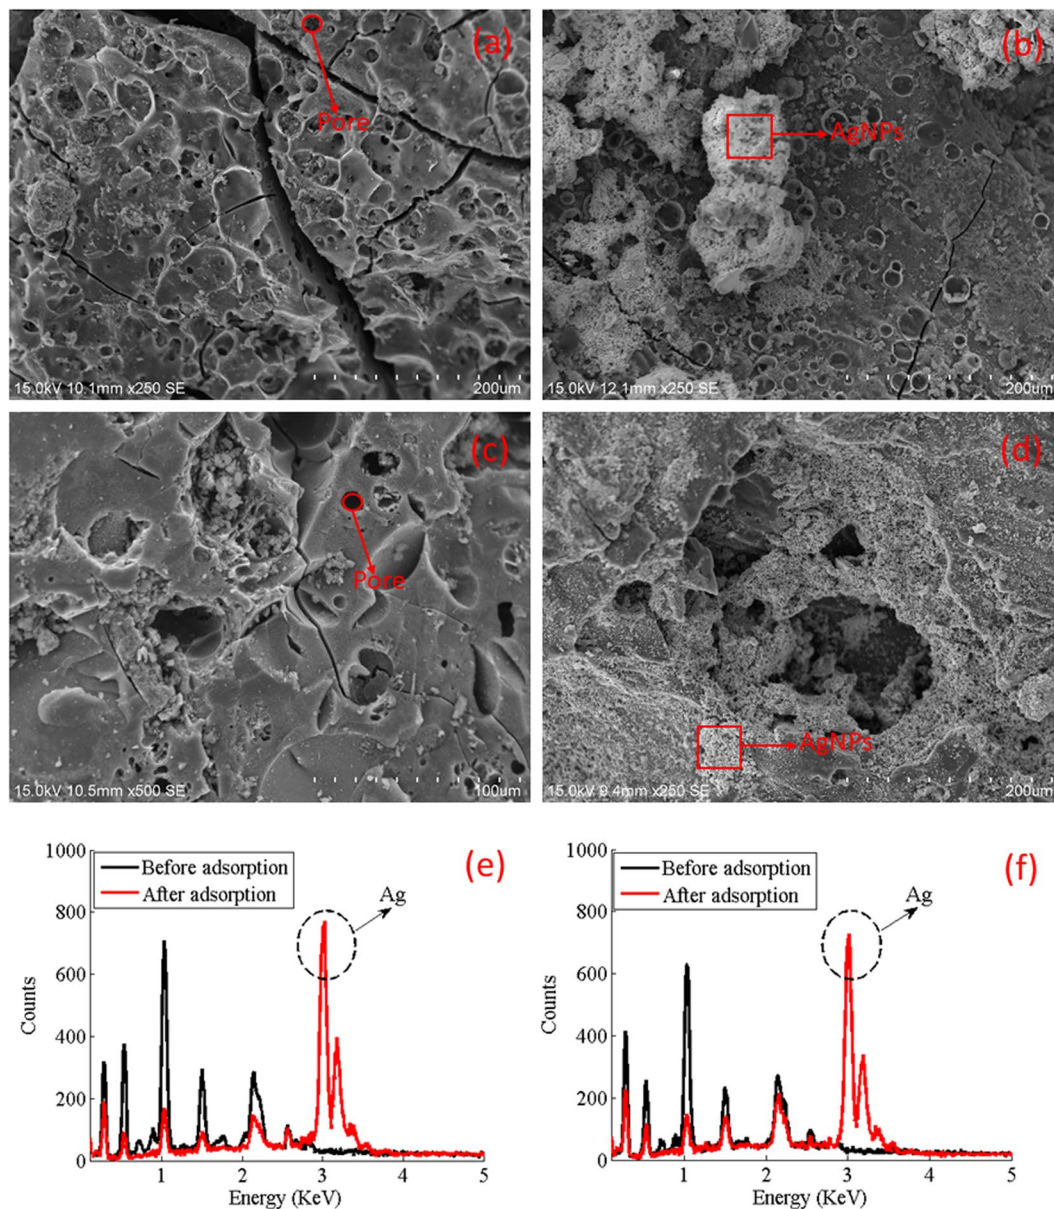 (a)
Pore
15.0kV 10.1mm x250 SE
200um
(b)
AgNPs
15.0kV 12.1mm x250 SE
200um
(c)
Pore
15.0kV 10.5mm x500 SE
100um
(d)
AgNPs
15.0kV 9.4mm x250 SE
200um
(e)
Before adsorption
After adsorption
Ag
1000
800
600
400
200
0
Counts
1 2 3 4 5
Energy (KeV)
(f)
Before adsorption
After adsorption
Ag
1000
800
600
400
200
0
Counts
1 2 3 4 5
Energy (KeV)